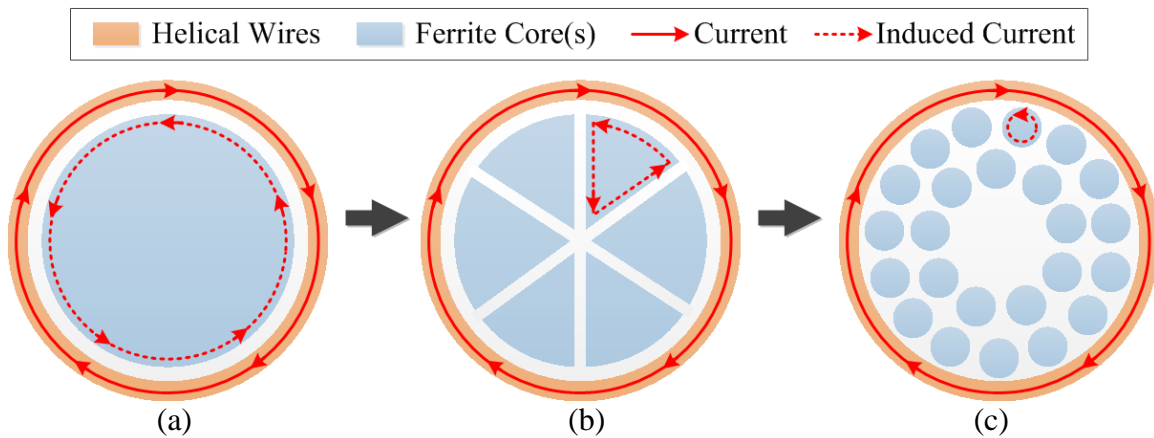 Helical Wires Ferrite Core(s) Current Induced Current
(a) (b) (c)